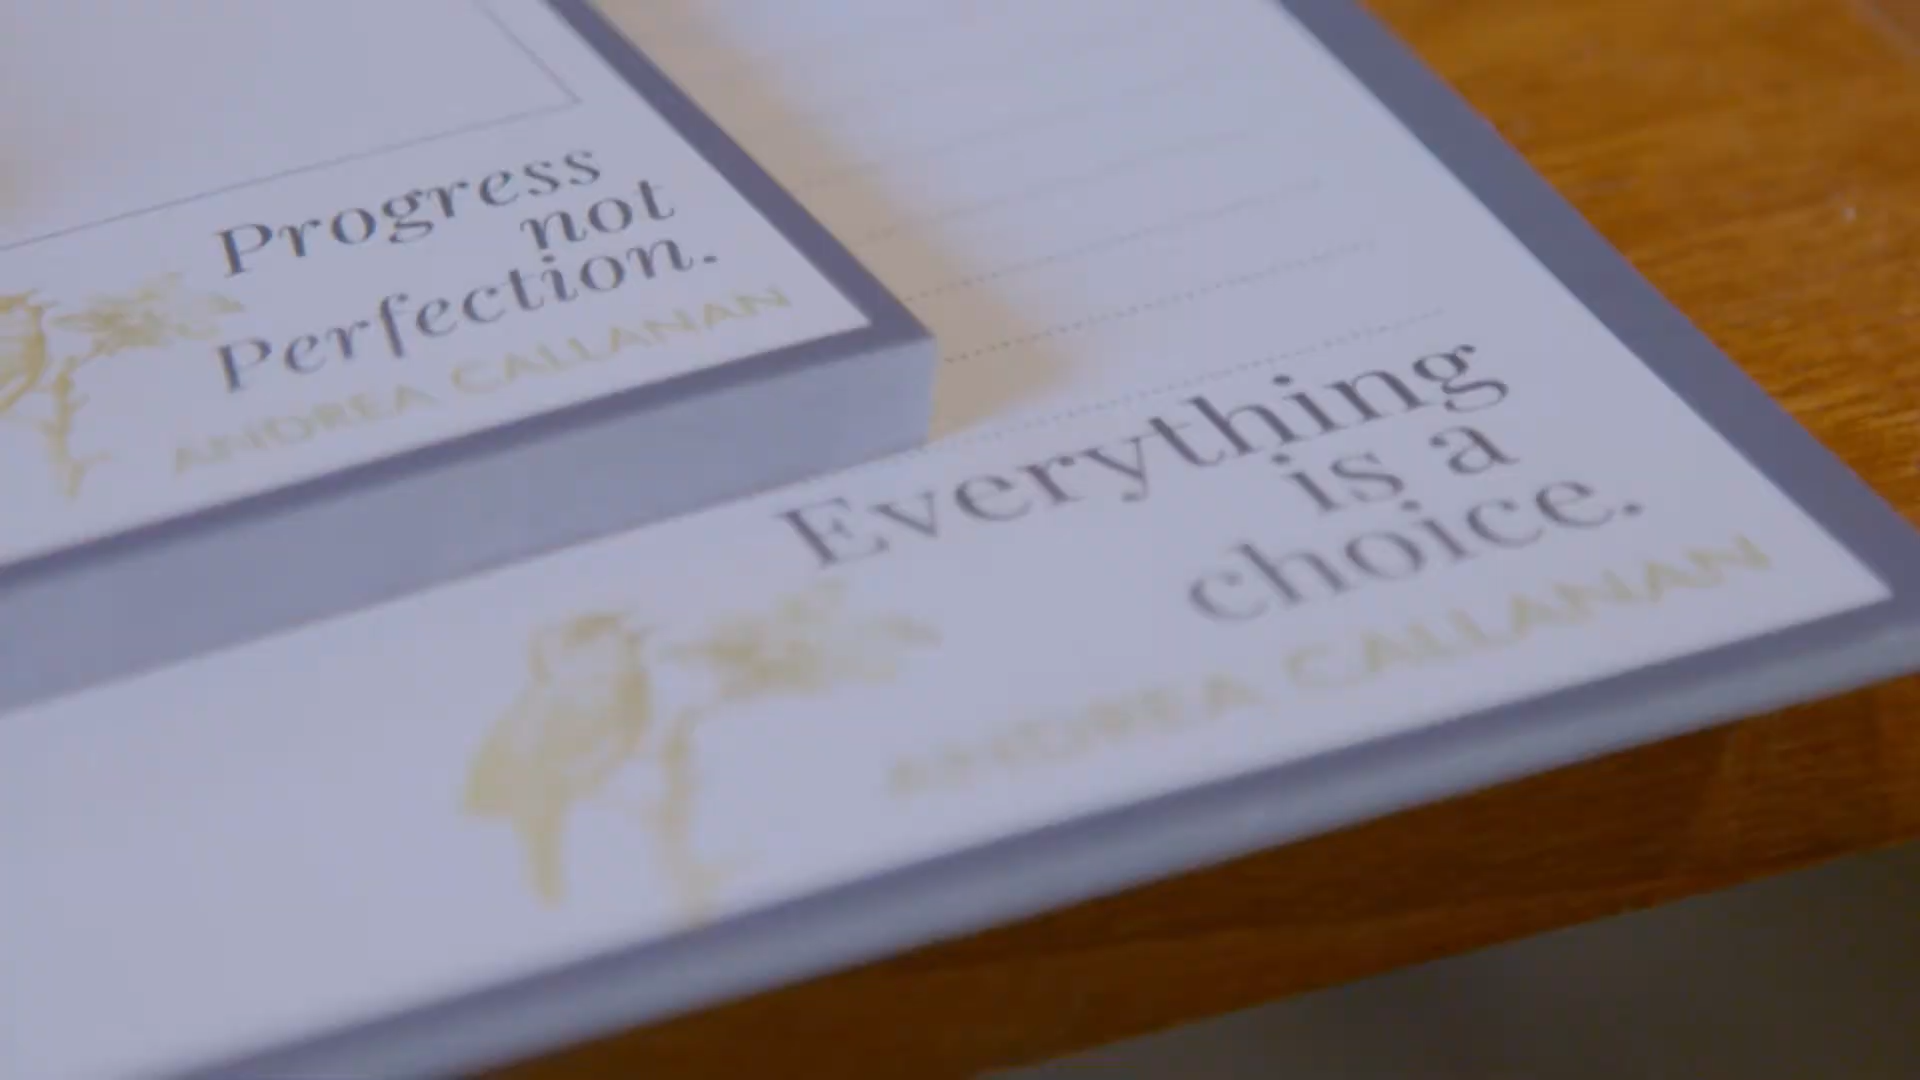 Progress
not
Perfection.
ANDREA CALLANAN
Everything
is a
choice.
ANDREA CALLANAN